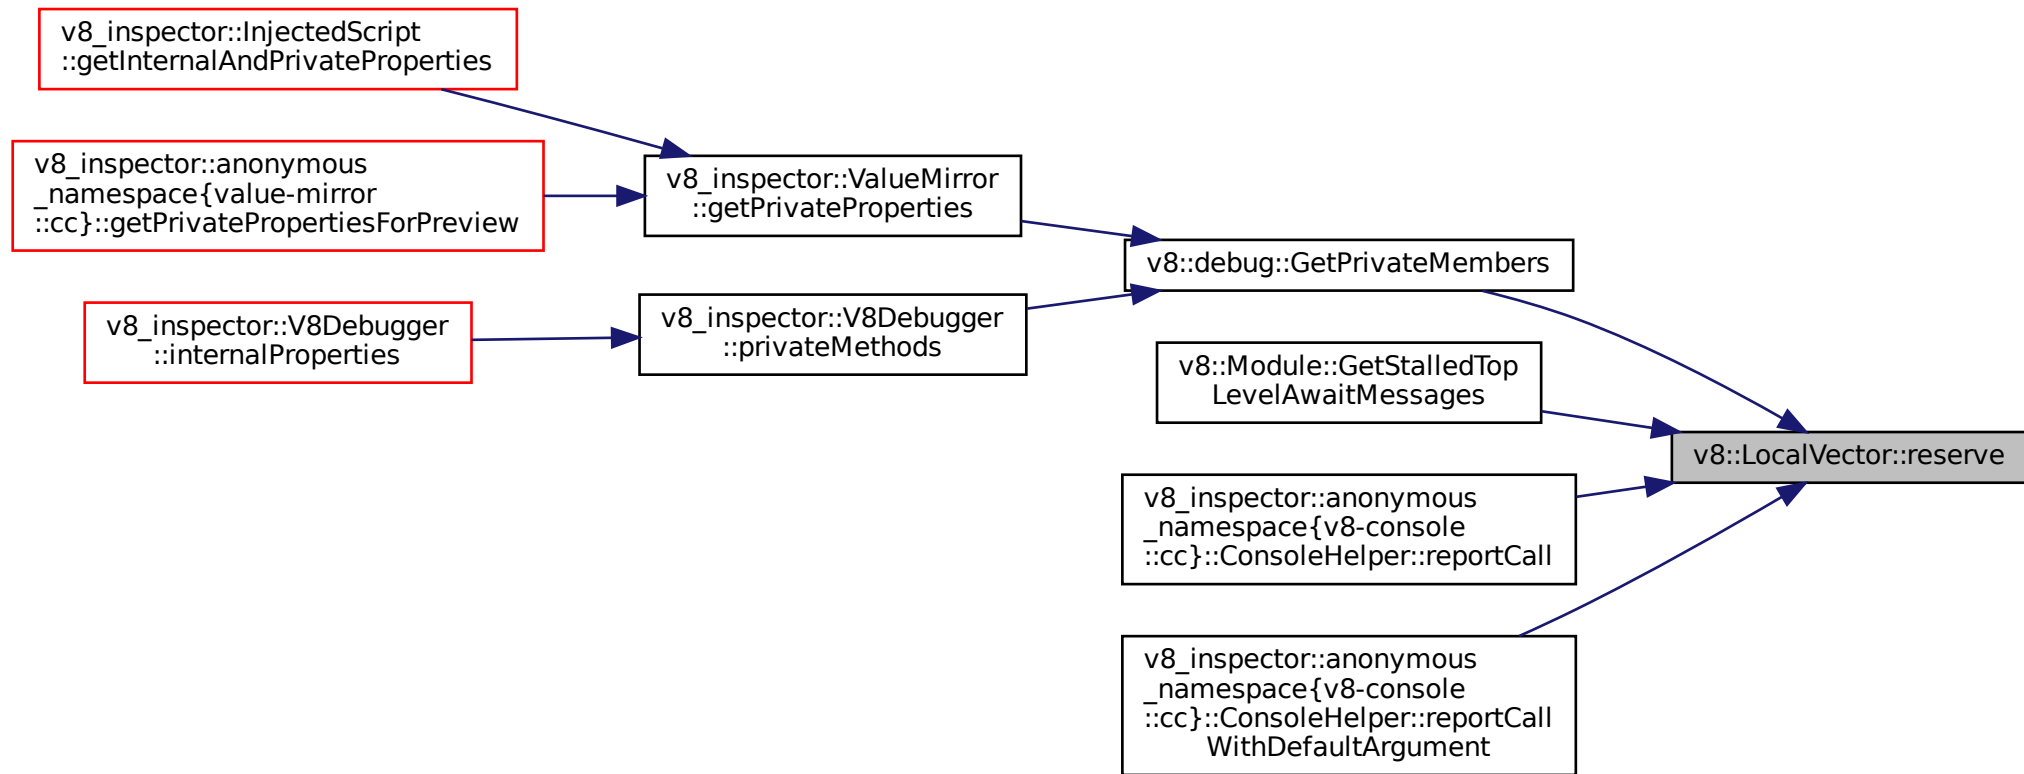 v8_inspector::InjectedScript
::getInternalAndPrivateProperties
v8_inspector::anonymous
_namespace{value-mirror
::cc}::getPrivatePropertiesForPreview
v8_inspector::V8Debugger
::internalProperties
v8_inspector::ValueMirror
::getPrivateProperties
v8_inspector::V8Debugger
::privateMethods
v8::debug::GetPrivateMembers
v8::Module::GetStalledTop
LevelAwaitMessages
v8_inspector::anonymous
_namespace{v8-console
::cc}::ConsoleHelper::reportCall
v8_inspector::anonymous
_namespace{v8-console
::cc}::ConsoleHelper::reportCall
WithDefaultArgument
v8::LocalVector::reserve